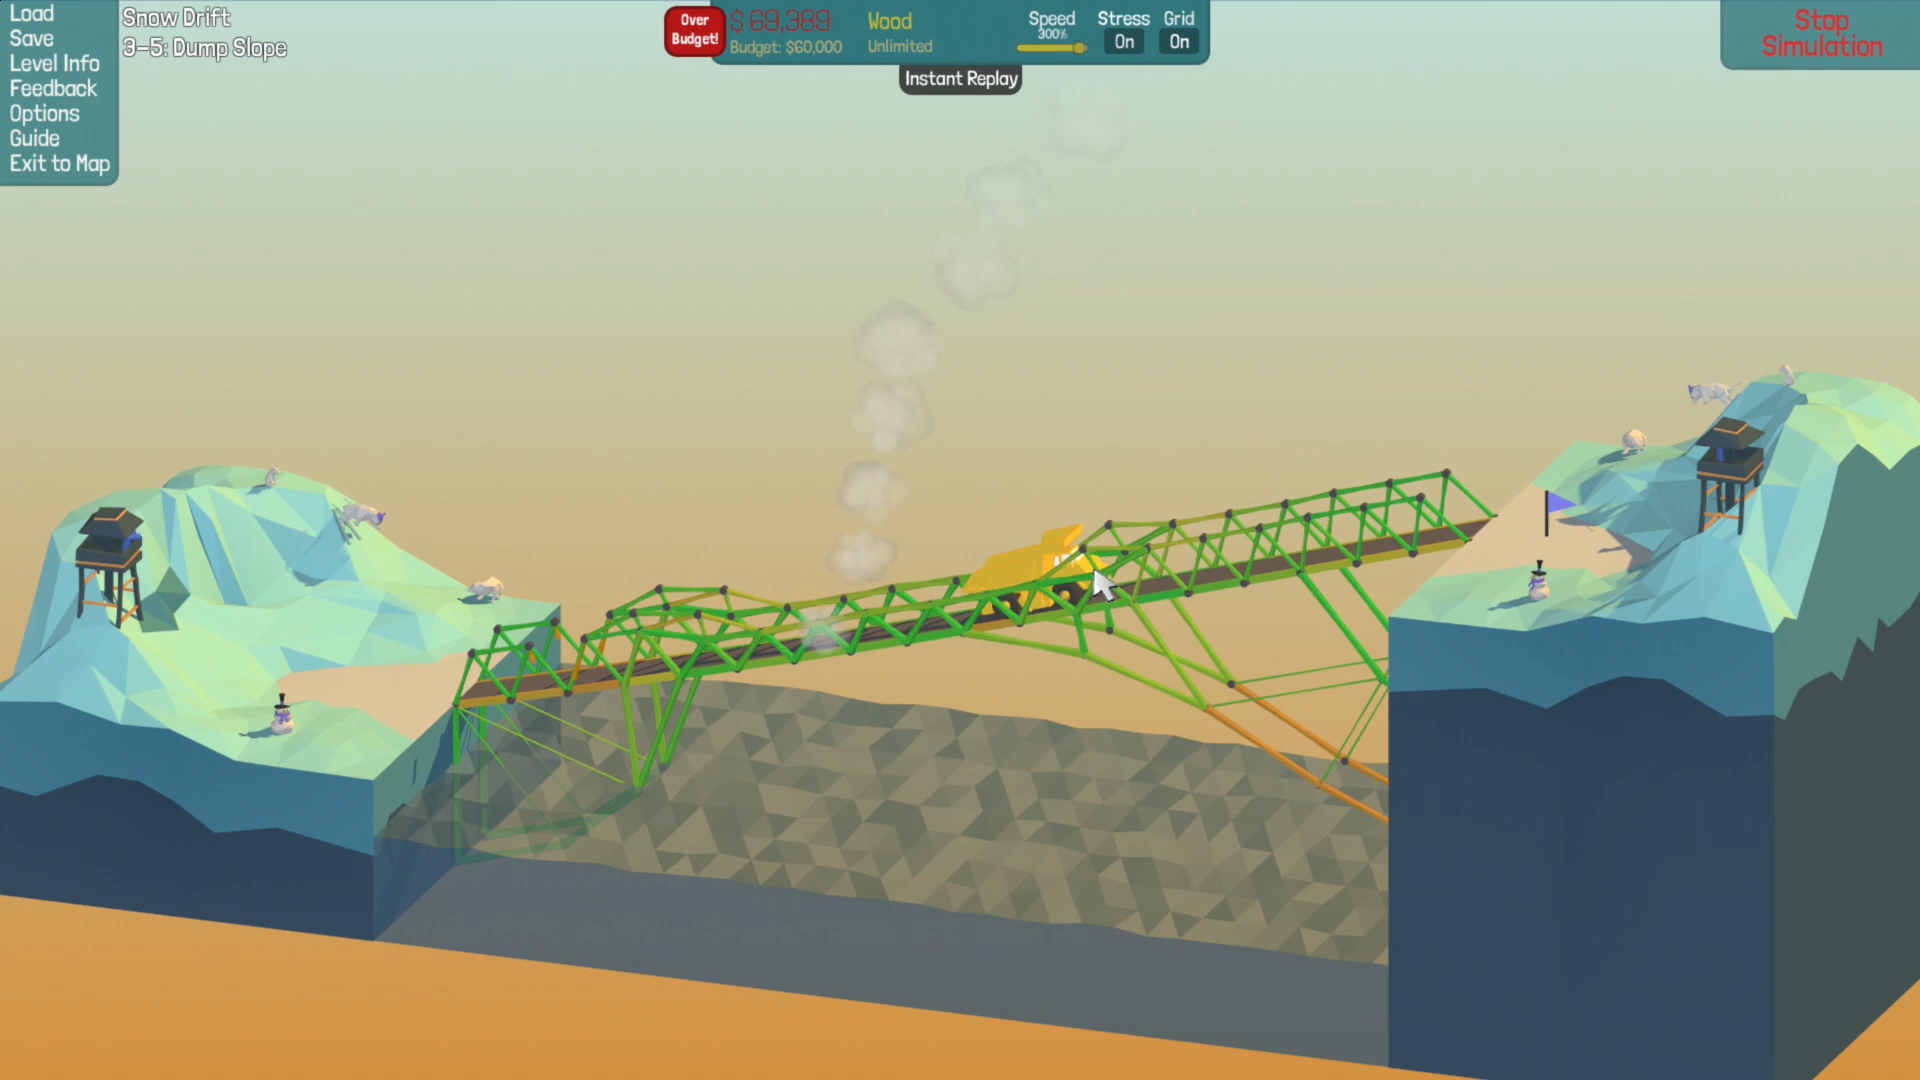 Load
Save
Level Info
Feedback
Options
Guide
Exit to Map
Snow Drift
3-5: Dump Slope
Over
Budget!
$ 69,389
Budget: $60,000
Wood
Unlimited
Speed
300%
Stress
On
Grid
On
Instant Replay
Stop
Simulation